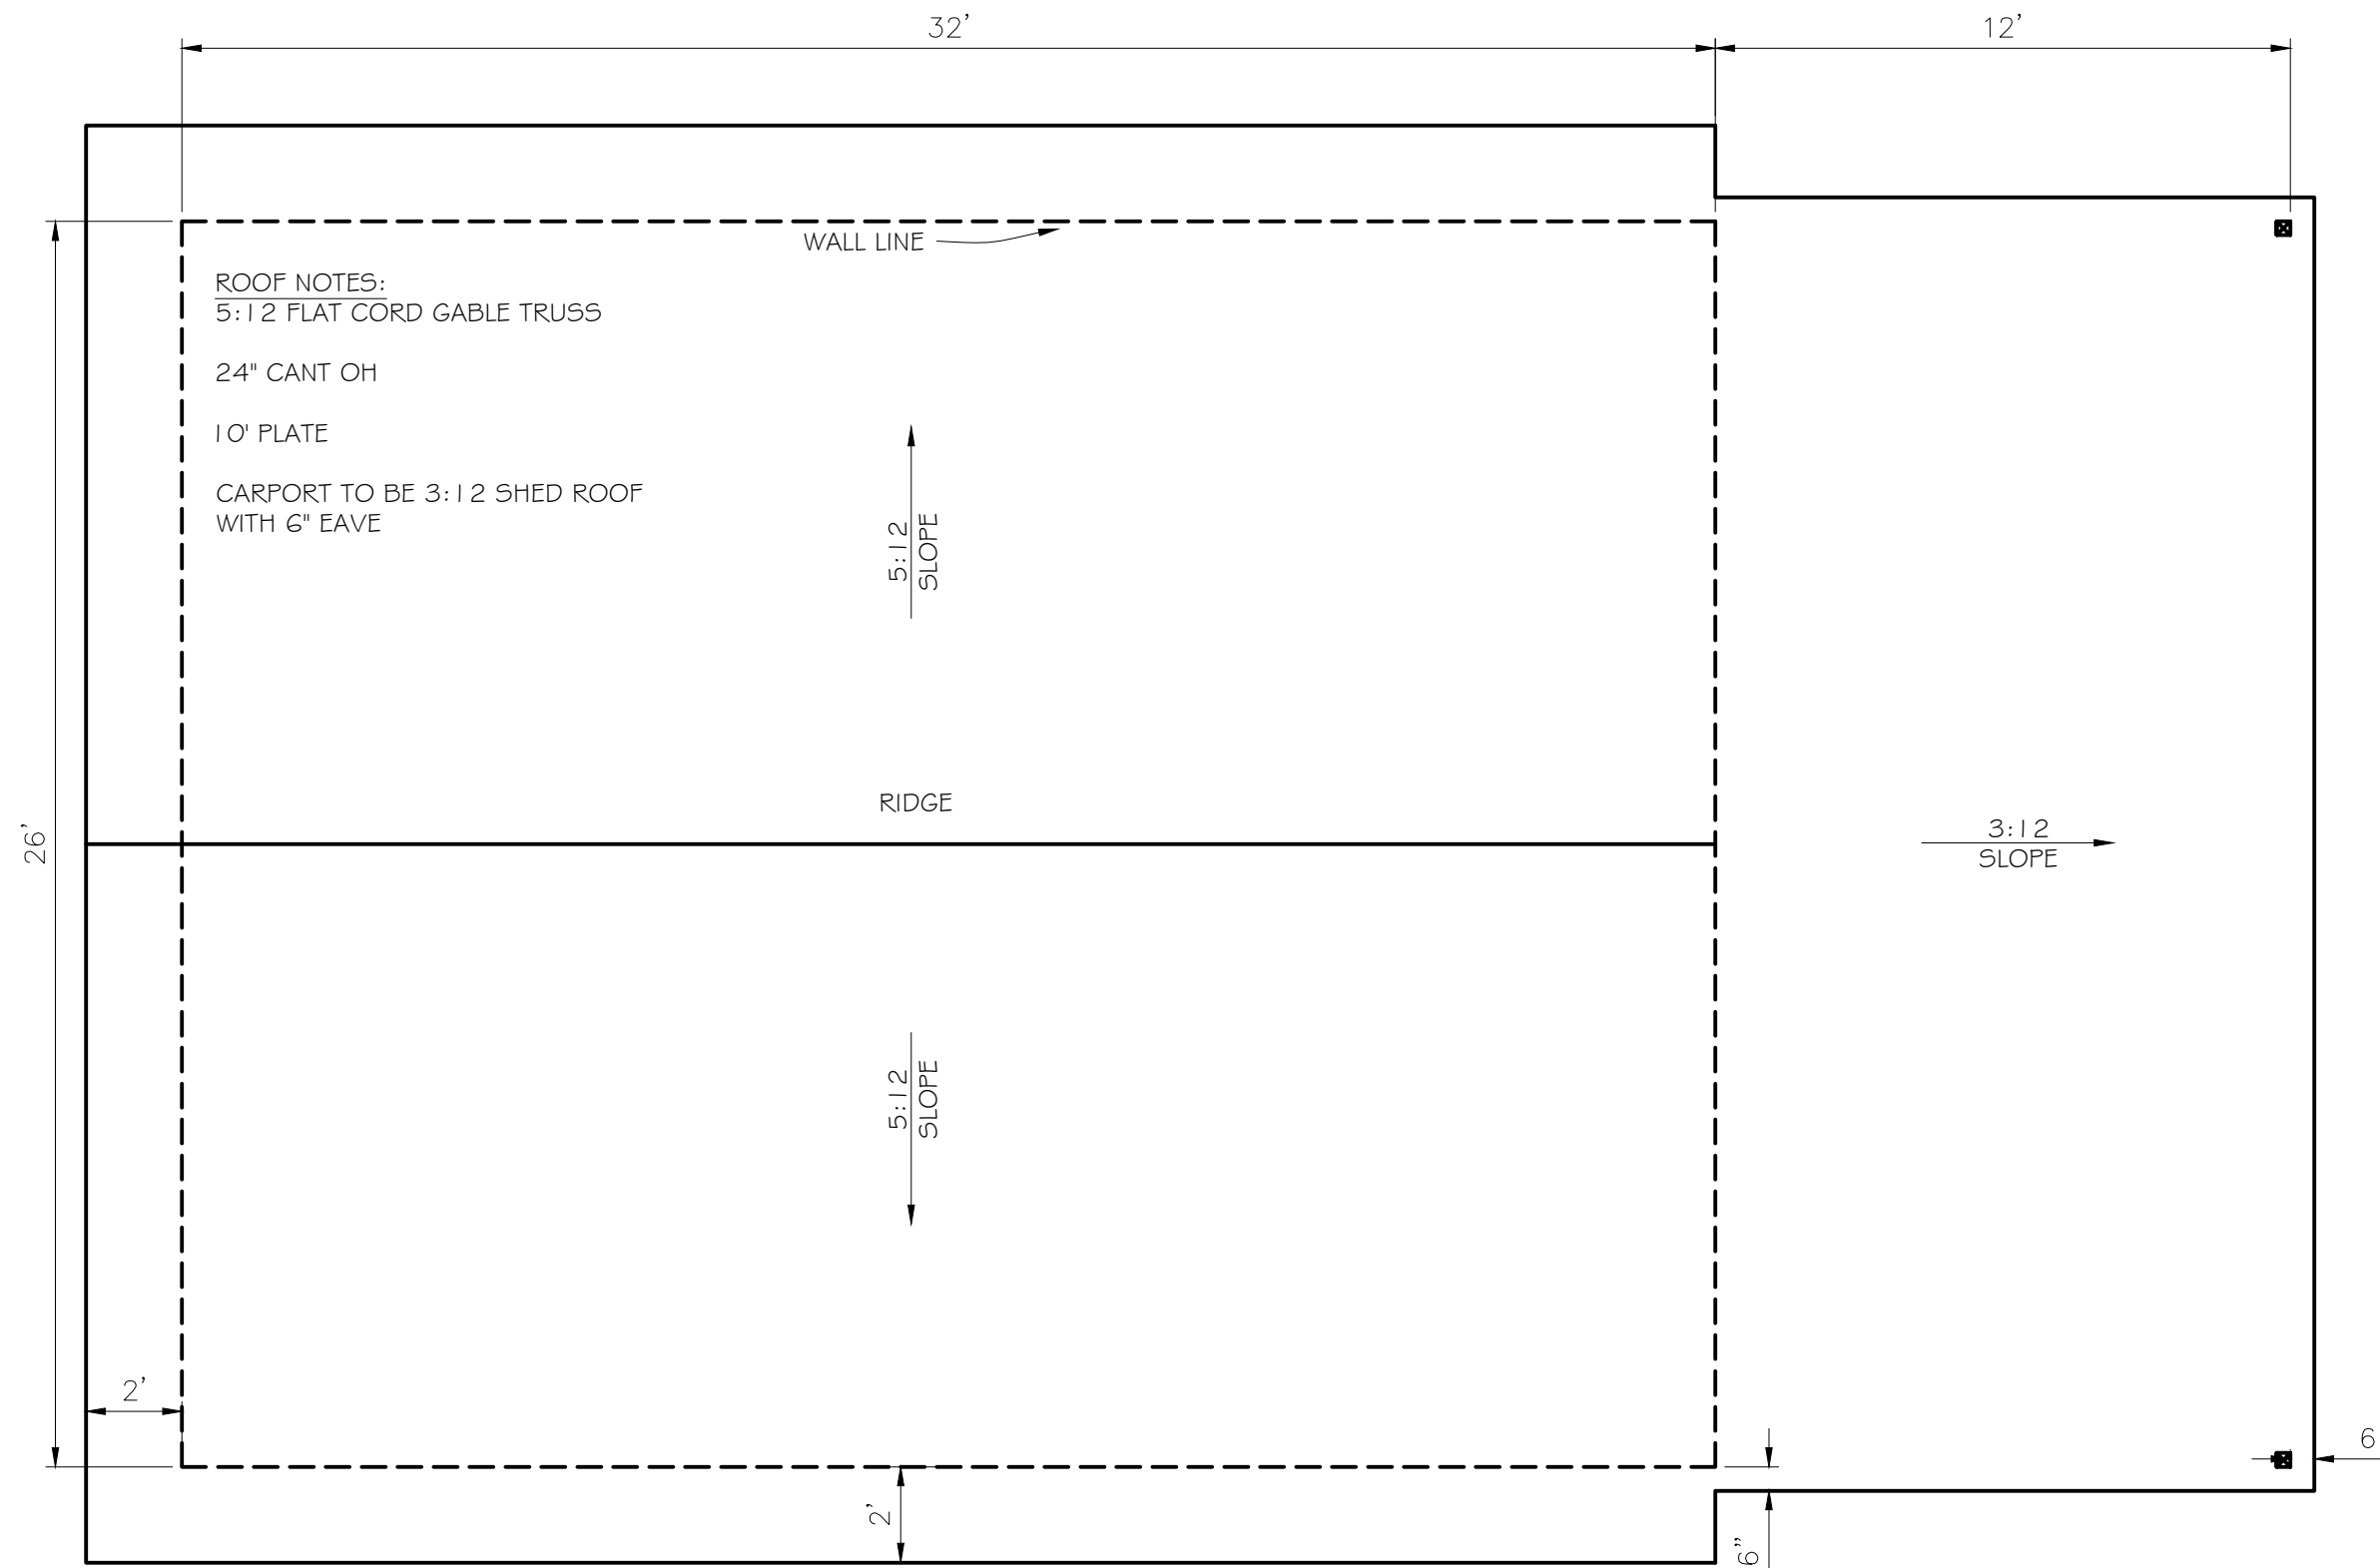 32'
12'
WALL LINE
ROOF NOTES:
5:12 FLAT CORD GABLE TRUSS
24" CANT OH
10' PLATE
CARPORT TO BE 3:12 SHED ROOF
WITH 6" EAVE
5:12
SLOPE
RIDGE
26'
3:12
SLOPE
5:12
SLOPE
2'
6
2'
6"